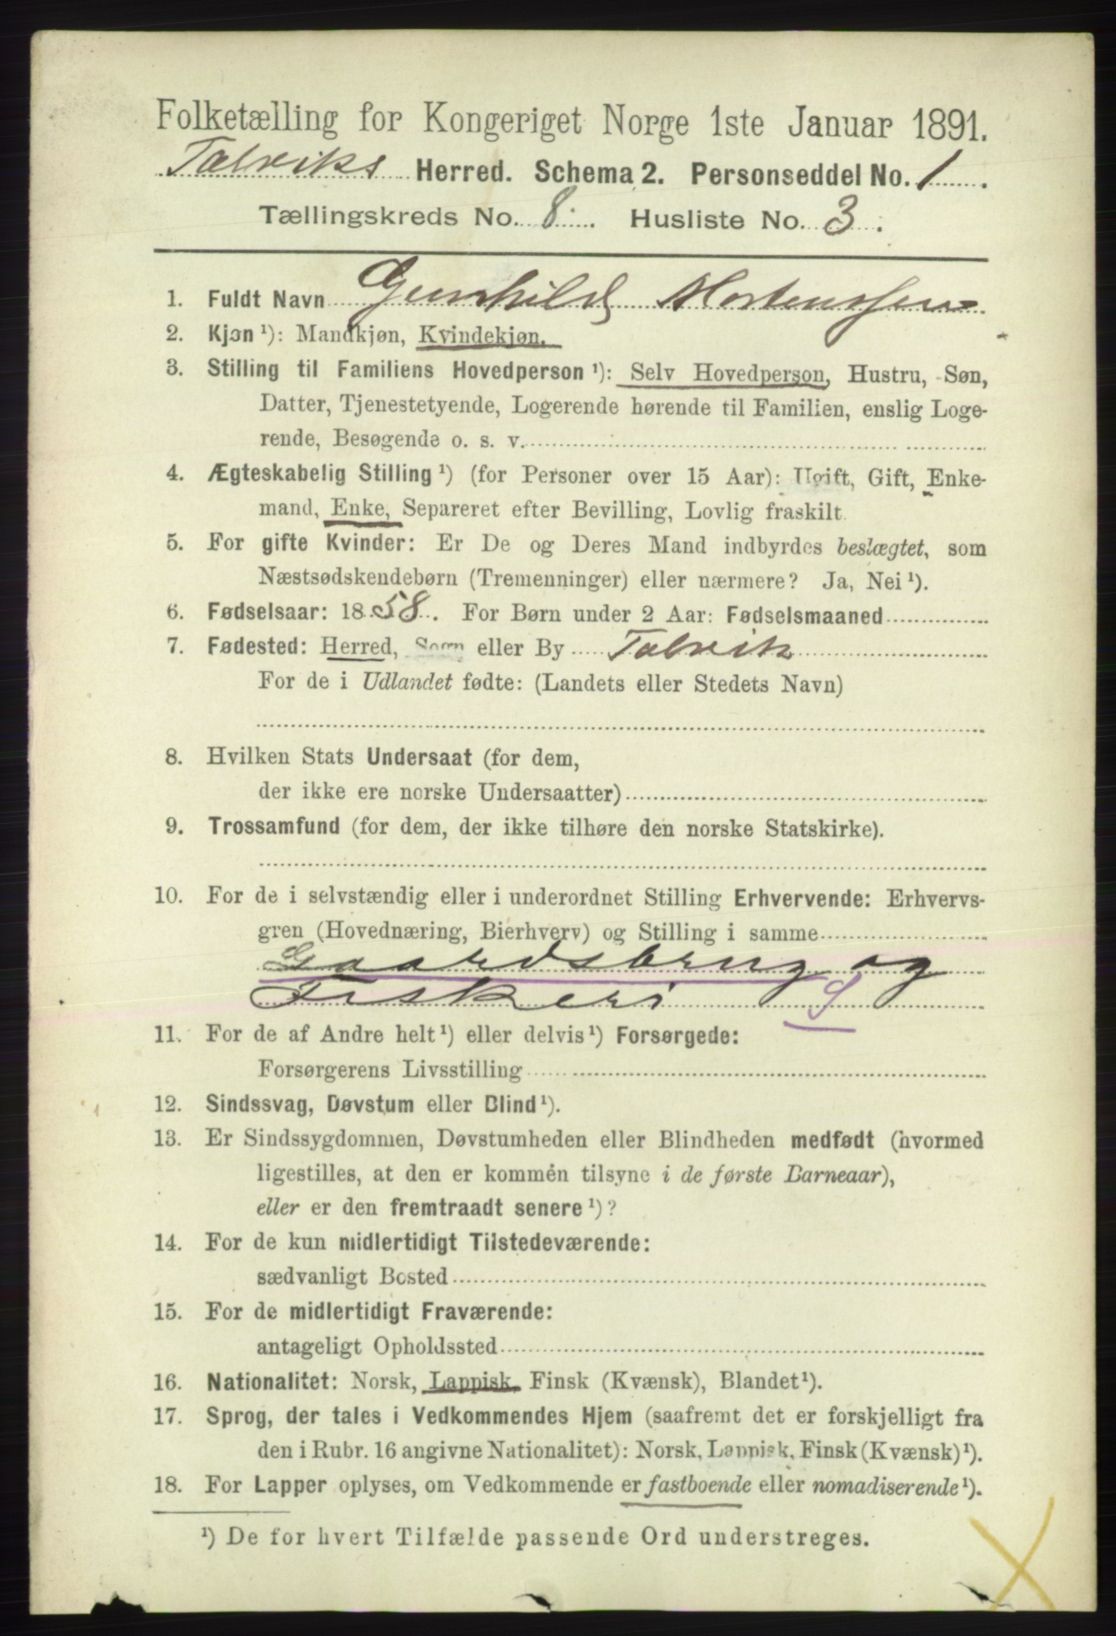 Folketælling for Kongeriget Norge 1ste Januar 1891.
Talviks Herred. Schema 2. Personseddel No. 1.
Tællingskreds No. 8. Husliste No. 3.
1. Fuldt Navn Gunhild Mortensen
2. Kjøn ¹): Mandkjøn, Kvindekjøn.
3. Stilling til Familiens Hovedperson ¹): Selv Hovedperson, Hustru, Søn,
Datter, Tjenestetyende, Logerende hørende til Familien, enslig Loge-
rende, Besøgende o. s. v.
4. Ægteskabelig Stilling ¹) (for Personer over 15 Aar): Ugift, Gift, Enke-
mand, Enke, Separeret efter Bevilling, Lovlig fraskilt
5. For gifte Kvinder: Er De og Deres Mand indbyrdes beslægtet, som
Næstsødskendebørn (Tremenninger) eller nærmere? Ja, Nei ¹).
6. Fødselsaar: 1858. For Børn under 2 Aar: Fødselsmaaned
7. Fødested: Herred, Sogn eller By Talvik
For de i Udlandet fødte: (Landets eller Stedets Navn)
8. Hvilken Stats Undersaat (for dem,
der ikke ere norske Undersaatter)
9. Trossamfund (for dem, der ikke tilhøre den norske Statskirke).
10. For de i selvstændig eller i underordnet Stilling Erhvervende: Erhvervs-
gren (Hovednæring, Bierhverv) og Stilling i samme
Gaardsbrug og
Fiskeri S
11. For de af Andre helt ¹) eller delvis ¹) Forsørgede:
Forsørgerens Livsstilling
12. Sindssvag, Døvstum eller Blind ¹).
13. Er Sindssygdommen, Døvstumheden eller Blindheden medfødt (hvormed
ligestilles, at den er kommén tilsyne i de første Barneaar),
eller er den fremtraadt senere ¹)?
14. For de kun midlertidigt Tilstedeværende:
sædvanligt Bosted
15. For de midlertidigt Fraværende:
antageligt Opholdssted
16. Nationalitet: Norsk, Lappisk, Finsk (Kvænsk), Blandet ¹).
17. Sprog, der tales i Vedkommendes Hjem (saafremt det er forskjelligt fra
den i Rubr. 16 angivne Nationalitet): Norsk, Lappisk, Finsk (Kvænsk) ¹).
18. For Lapper oplyses, om Vedkommende er fastboende eller nomadiserende ¹).
¹) De for hvert Tilfælde passende Ord understreges.